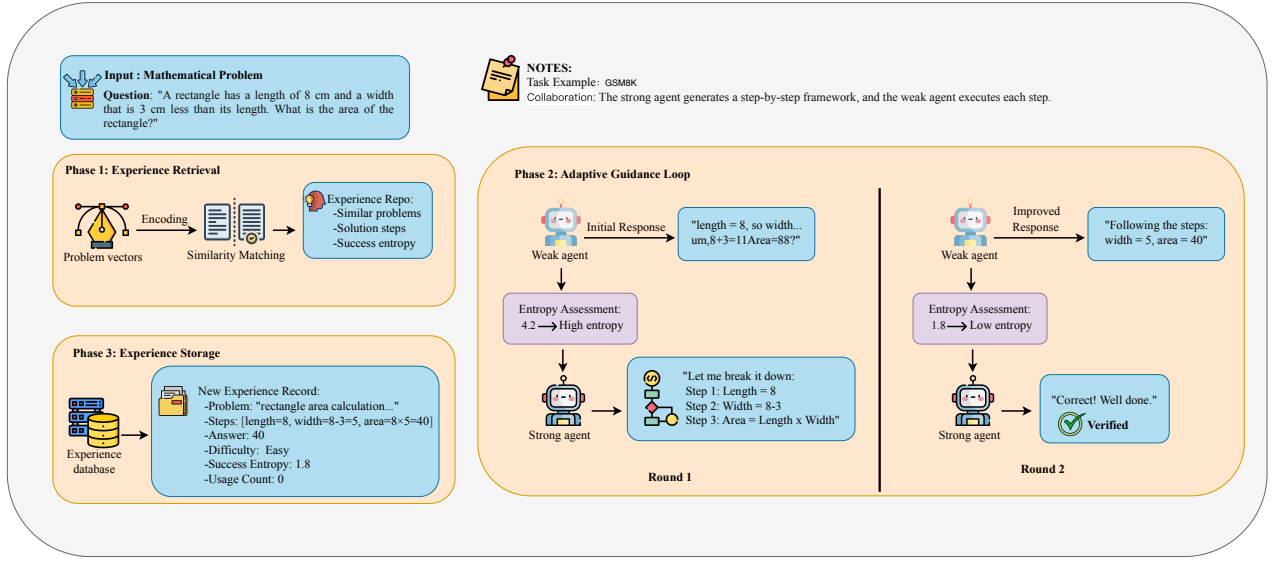 Input : Mathematical Problem
Question: "A rectangle has a length of 8 cm and a width
that is 3 cm less than its length. What is the area of the
rectangle?"
NOTES:
Task Example: GSM8K
Collaboration: The strong agent generates a step-by-step framework, and the weak agent executes each step.
Phase 1: Experience Retrieval
Problem vectors
Encoding
Similarity Matching
Experience Repo:
-Similar problems
-Solution steps
-Success entropy
Phase 2: Adaptive Guidance Loop
Weak agent
Initial Response
"length = 8, so width...
um,8+3=11Area=88?"
Entropy Assessment:
4.2 → High entropy
Strong agent
"Let me break it down:
Step 1: Length = 8
Step 2: Width = 8-3
Step 3: Area = Length x Width"
Round 1
Weak agent
Improved
Response
"Following the steps:
width = 5, area = 40"
Entropy Assessment:
1.8 → Low entropy
Strong agent
"Correct! Well done."
Verified
Round 2
Phase 3: Experience Storage
Experience
database
New Experience Record:
-Problem: "rectangle area calculation..."
-Steps: [length=8, width=8-3=5, area=8×5=40]
-Answer: 40
-Difficulty: Easy
-Success Entropy: 1.8
-Usage Count: 0